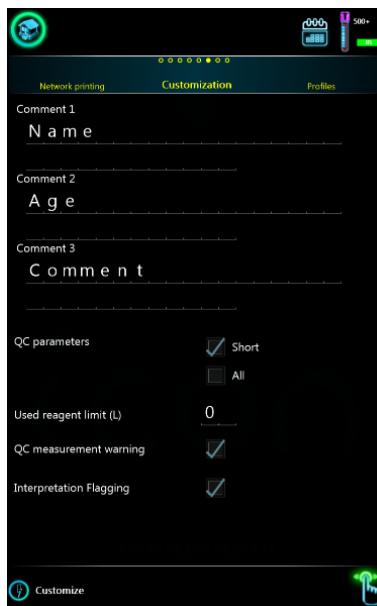 500+
Network printing Customization Profiles
Comment 1
Name
Comment 2
Age
Comment 3
Comment
QC parameters
Short
All
Used reagent limit (L) 0
QC measurement warning
Interpretation Flagging
Customize